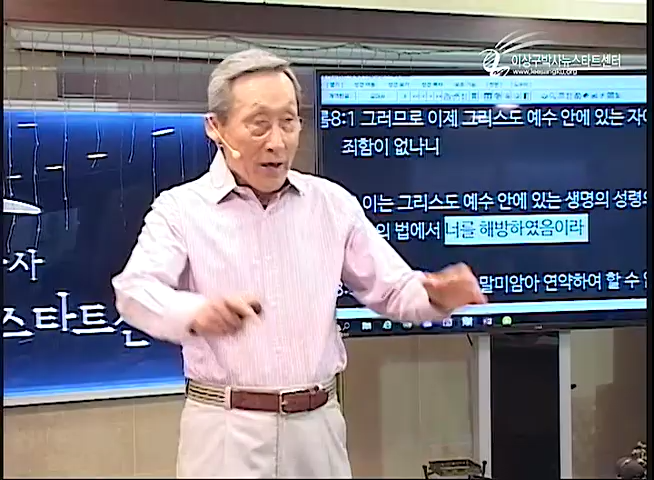 이상구박사뉴스타트센터
www.leesangku.org
롬8:1 그러므로 이제 그리스도 예수 안에 있는 자
죄함이 없나니
이는 그리스도 예수 안에 있는 생명의 성령
의 법에서 너를 해방하였음이라
말미암아 연약하여 할 수
스타트센